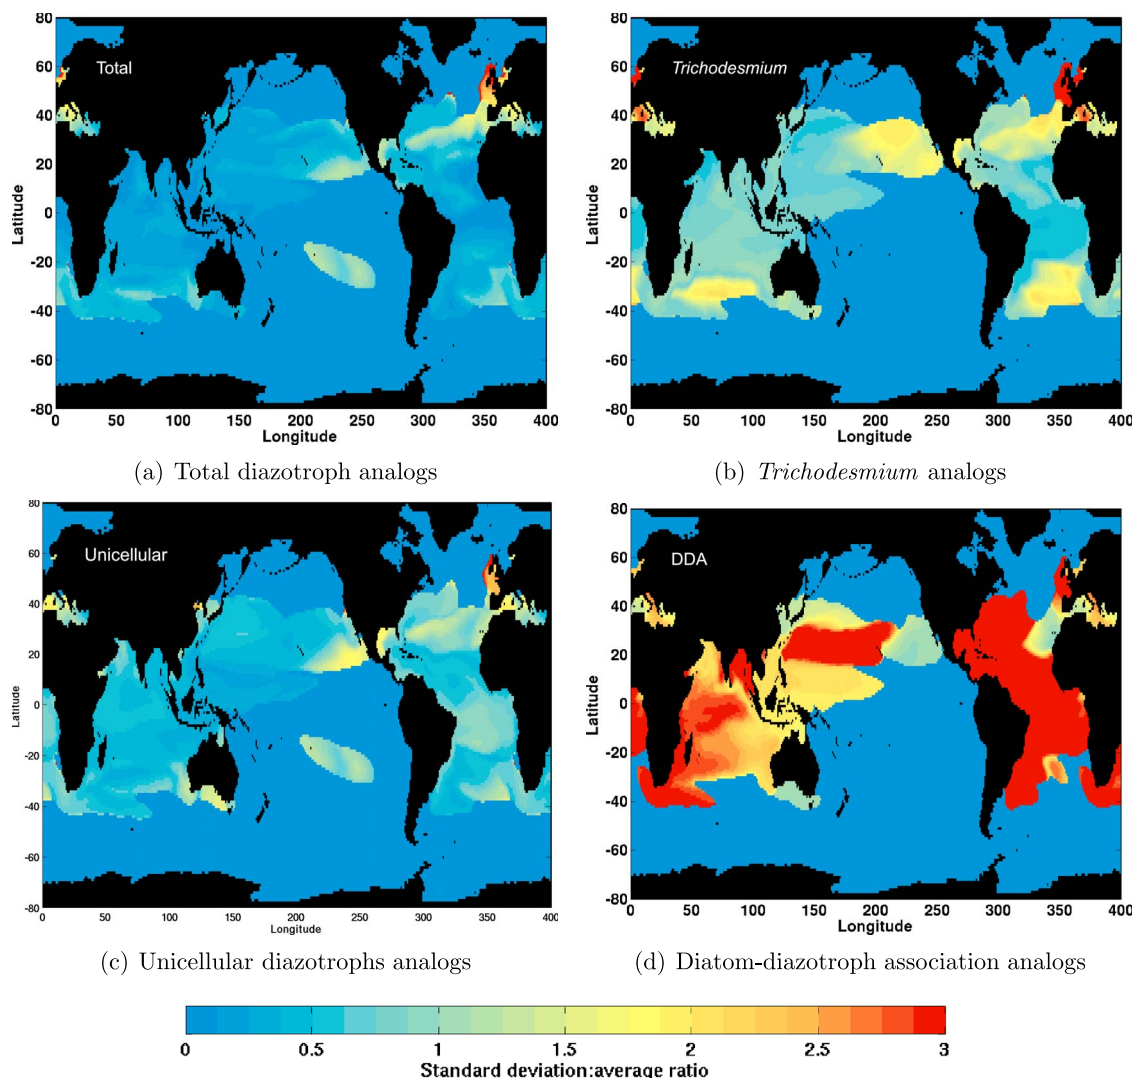 80
60
40
20
0
-20
-40
-60
-80
Latitude
Total
0 50 100 150 200 250 300 350 400
Longitude
(a) Total diazotroph analogs
80
60
40
20
0
-20
-40
-60
-80
Latitude
Trichodesmium
0 50 100 150 200 250 300 350 400
Longitude
(b) Trichodesmium analogs
80
60
40
20
0
-20
-40
-60
-80
Latitude
Unicellular
0 50 100 150 200 250 300 350 400
Longitude
(c) Unicellular diazotrophs analogs
80
60
40
20
0
-20
-40
-60
-80
Latitude
DDA
0 50 100 150 200 250 300 350 400
Longitude
(d) Diatom-diazotroph association analogs
0 0.5 1 1.5 2 2.5 3
Standard deviation:average ratio